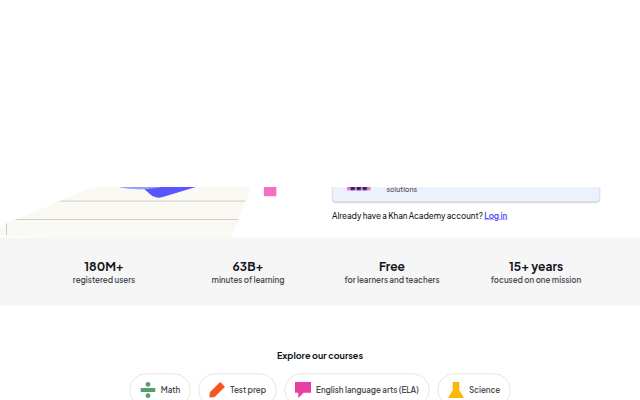 solutions
Already have a Khan Academy account? Log in
180M+
registered users
63B+
minutes of learning
Free
for learners and teachers
15+ years
focused on one mission
Explore our courses
Math
Test prep
English language arts (ELA)
Science